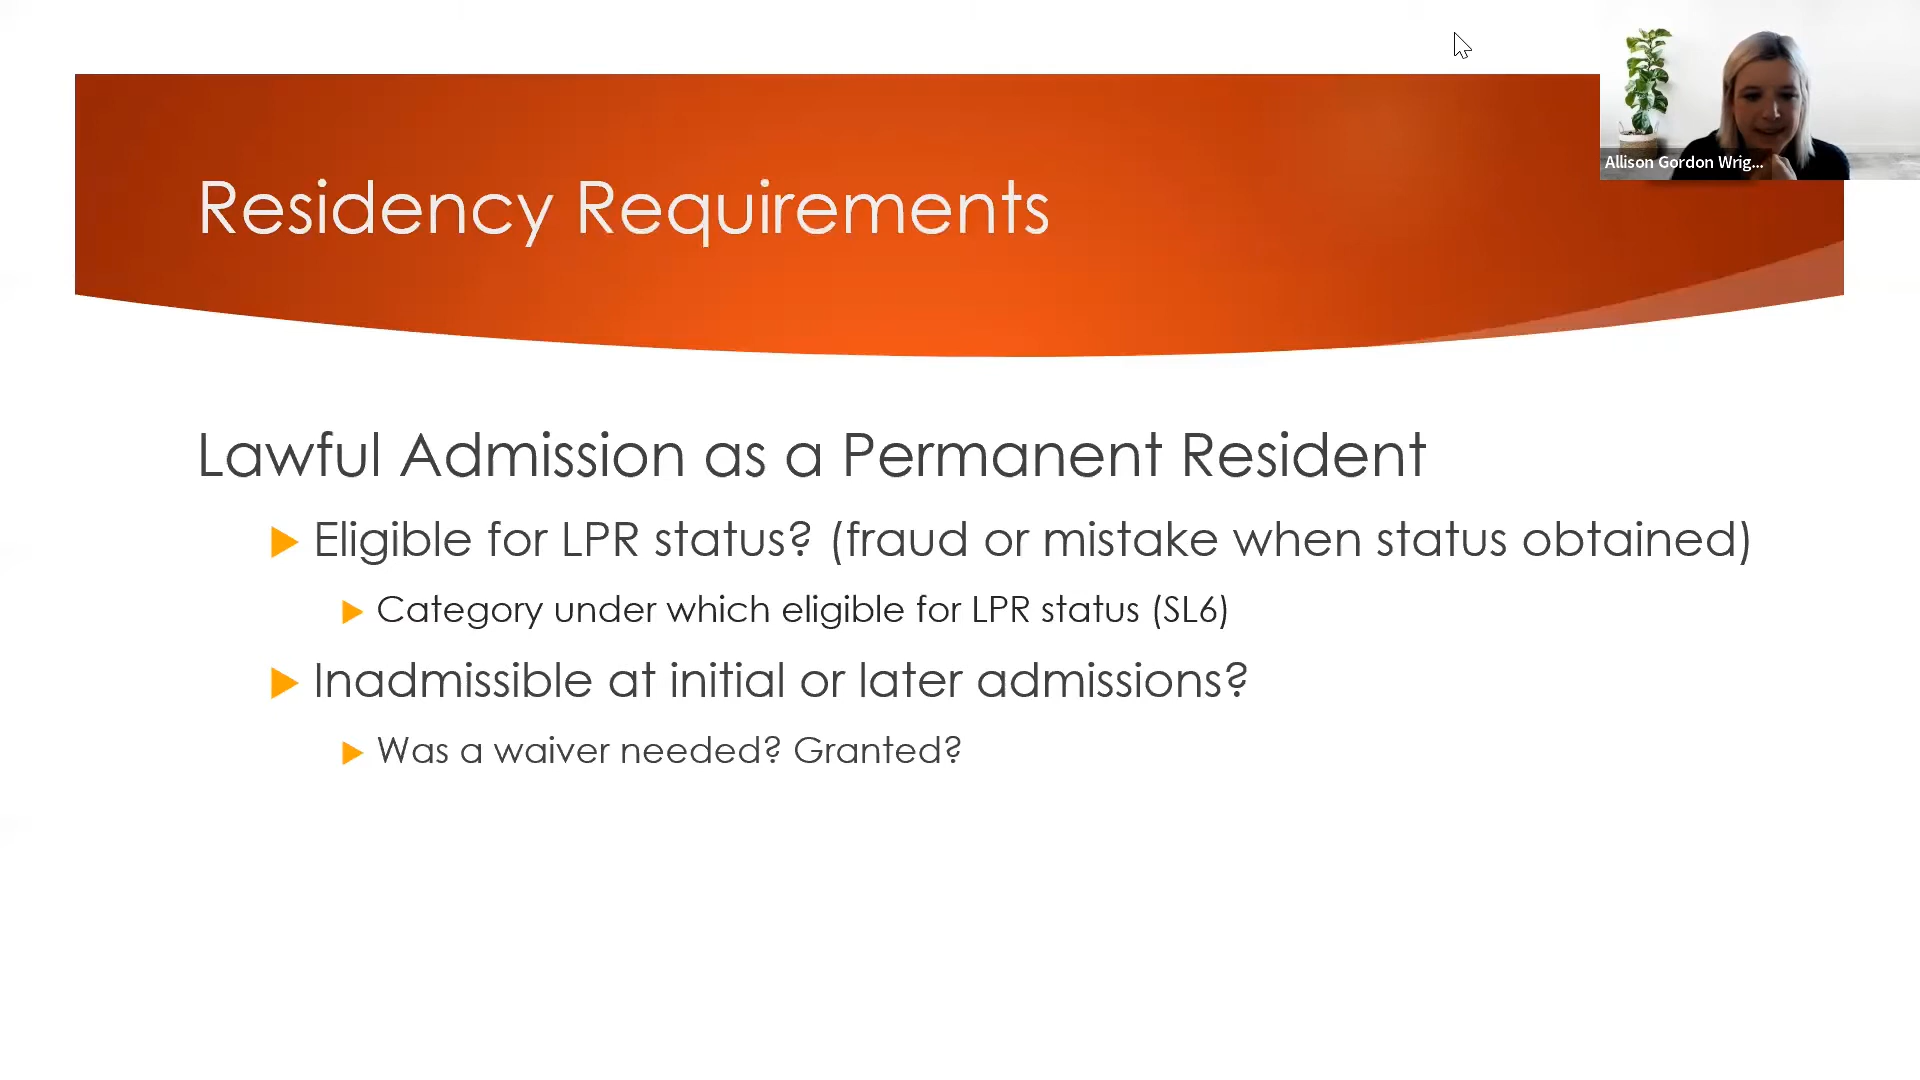 Allison Gordon Wrig...
Residency Requirements
Lawful Admission as a Permanent Resident
Eligible for LPR status? (fraud or mistake when status obtained)
Category under which eligible for LPR status (SL6)
Inadmissible at initial or later admissions?
Was a waiver needed? Granted?